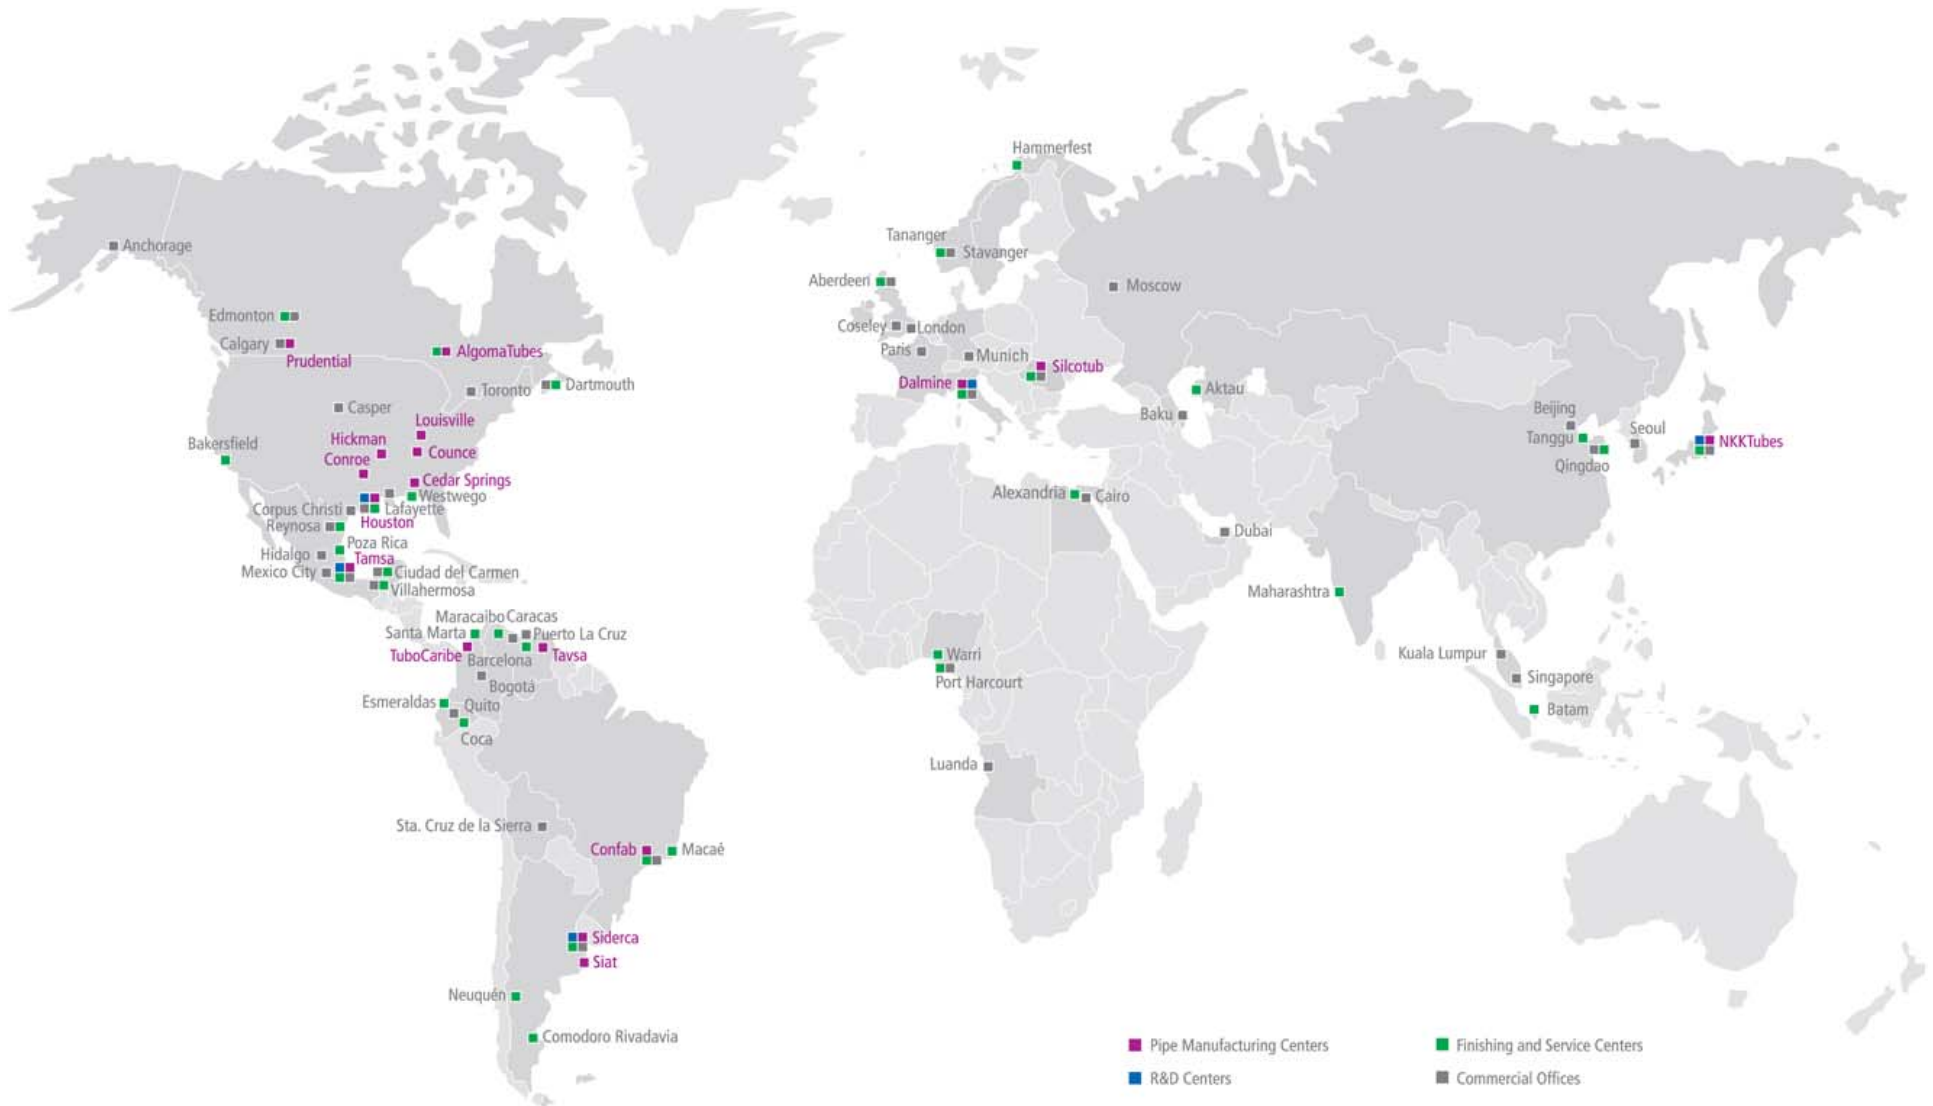 Hammerfest
Tananger
Stavanger
Anchorage
Aberdeen
Moscow
Edmonton
Coseley
London
Calgary
Prudential
AlgomaTubes
Paris
Munich
Silcotub
Dalmine
Toronto
Dartmouth
Aktau
Casper
Baku
Beijing
Louisville
Seoul
Bakersfield
Hickman
Tanggu
NKKTubes
Conroe
Counce
Qingdao
Cedar Springs
Westwego
Alexandria
Cairo
Corpus Christi
Lafayette
Reynosa
Houston
Dubai
Poza Rica
Hidalgo
Tamsa
Mexico City
Ciudad del Carmen
Villahermosa
Maharashtra
Maracaibo
Caracas
Santa Marta
Puerto La Cruz
TuboCaribe
Barcelona
Tavsa
Warri
Kuala Lumpur
Port Harcourt
Singapore
Bogotá
Esmeraldas
Quito
Batam
Coca
Luanda
Sta. Cruz de la Sierra
Confab
Macaé
Siderca
Siat
Neuquén
Comodoro Rivadavia
Pipe Manufacturing Centers
Finishing and Service Centers
R&D Centers
Commercial Offices